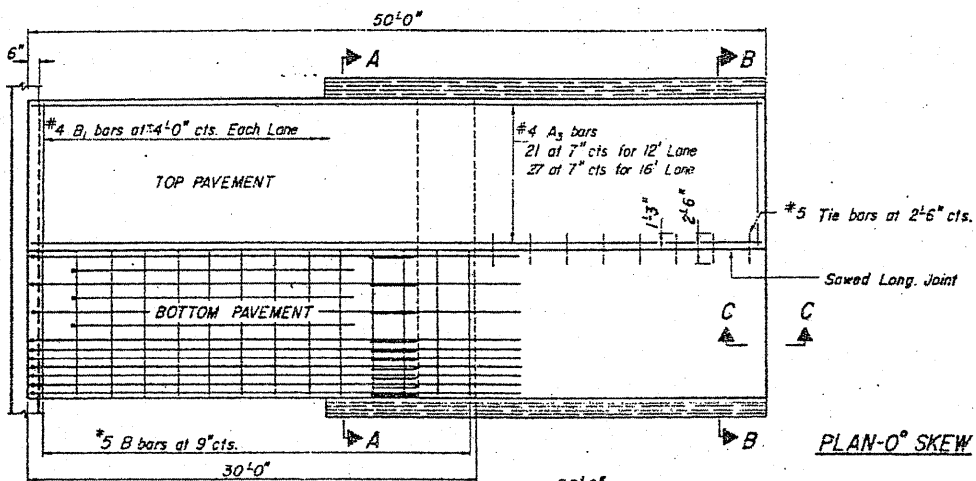 50'-0"
6"
A
B
#4 B₁ bars at ±4'-0" cts. Each Lane
#4 A₃ bars
21 at 7" cts for 12' Lane
27 at 7" cts for 16' Lane
TOP PAVEMENT
1'-3"
2'-6"
#5 Tie bars at 2'-6" cts.
Sawed Long. Joint
BOTTOM PAVEMENT
C
C
A
B
#5 B bars at 9" cts.
PLAN-0° SKEW
30'-0"